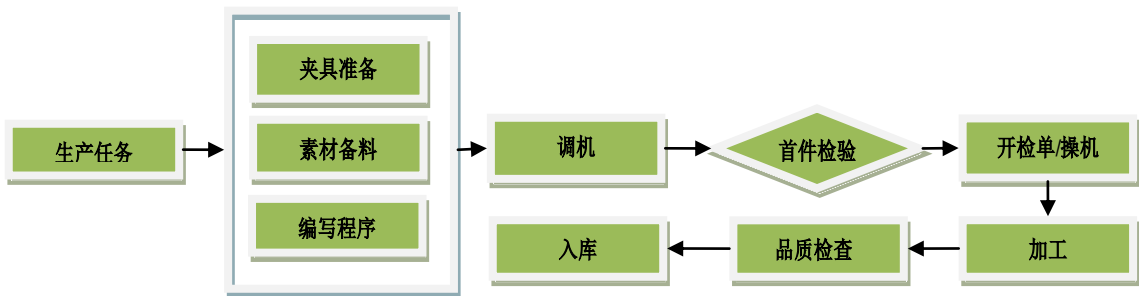 生产任务
夹具准备
素材备料
编写程序
调机
首件检验
开检单/操机
加工
品质检查
入库